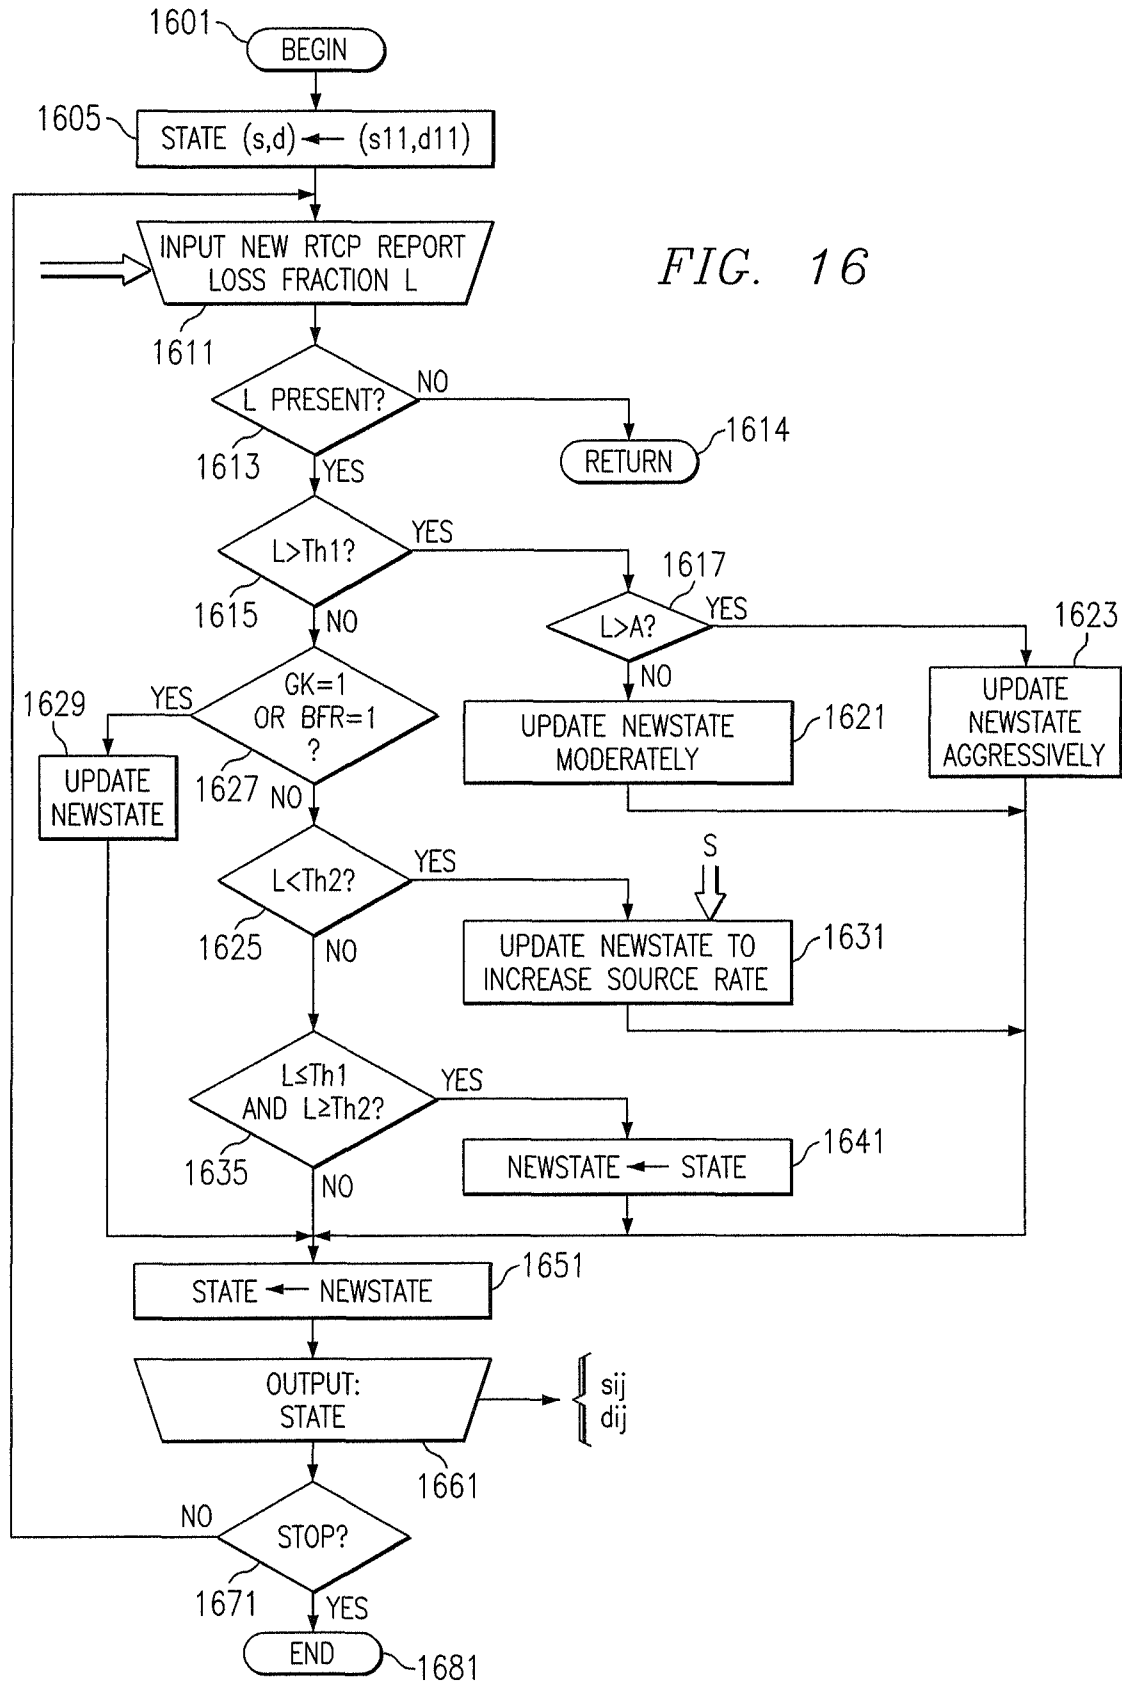 1601
BEGIN
1605
STATE (s,d) ← (s11,d11)
INPUT NEW RTCP REPORT
LOSS FRACTION L
FIG. 16
1611
L PRESENT?
NO
1614
RETURN
1613
YES
L>Th1?
YES
1617
1615
NO
L>A?
YES
1623
NO
UPDATE
NEWSTATE
AGGRESSIVELY
GK=1
OR BFR=1
?
YES
1629
UPDATE NEWSTATE
MODERATELY
1621
1627
UPDATE
NEWSTATE
NO
L<Th2?
YES
S
1625
NO
UPDATE NEWSTATE TO
INCREASE SOURCE RATE
1631
L≤Th1
AND L≥Th2?
YES
1635
NO
NEWSTATE ← STATE
1641
1651
STATE ← NEWSTATE
OUTPUT:
STATE
sij
dij
1661
NO
STOP?
1671
YES
END
1681